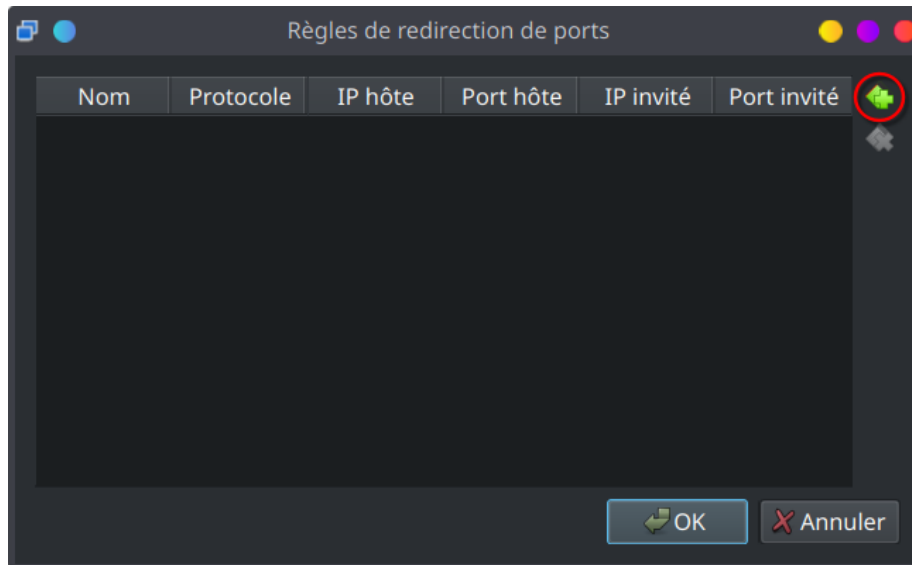 Règles de redirection de ports
Nom Protocole IP hôte Port hôte IP invité Port invité
OK Annuler